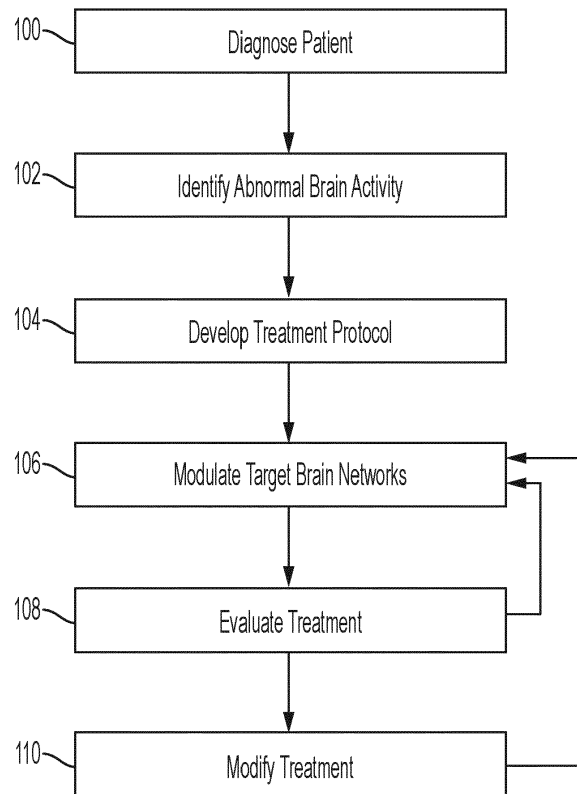 100
Diagnose Patient
102
Identify Abnormal Brain Activity
104
Develop Treatment Protocol
106
Modulate Target Brain Networks
108
Evaluate Treatment
110
Modify Treatment